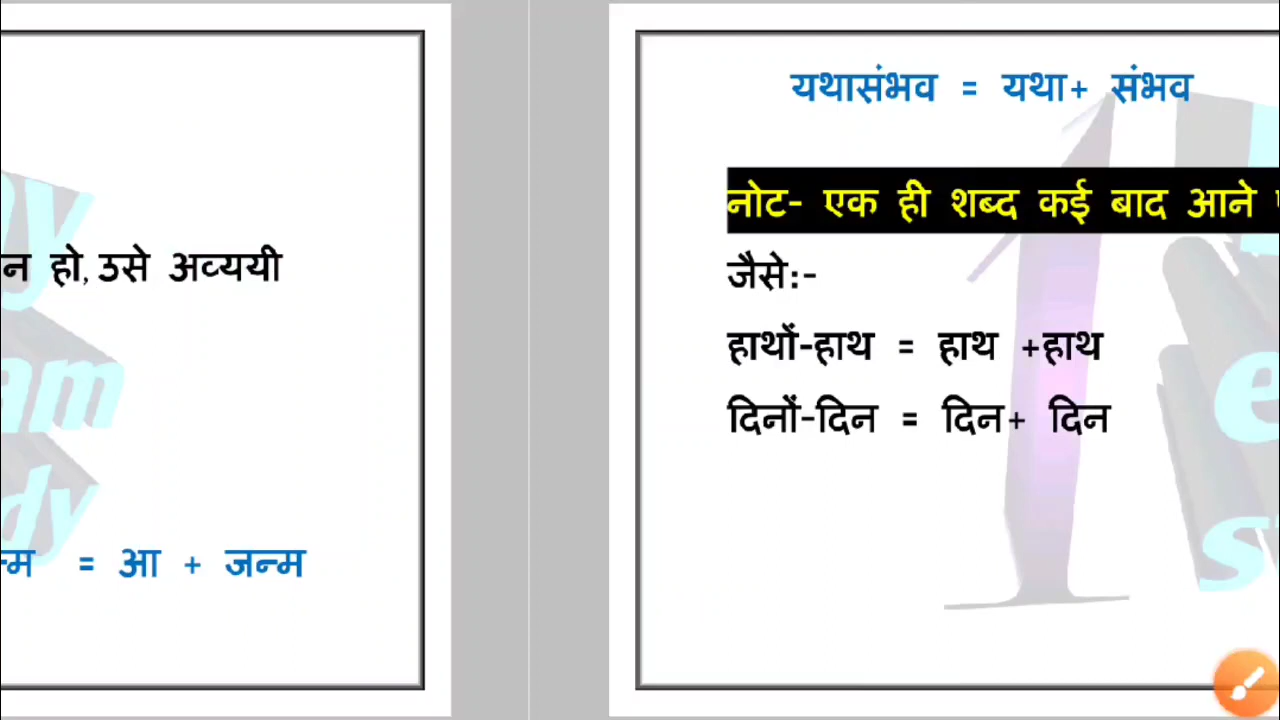 न हो, उसे अव्ययी
= आ + जन्म
यथासंभव = यथा+ संभव
नोट- एक ही शब्द कई बाद आने
जैसे:-
हाथों-हाथ = हाथ +हाथ
दिनों-दिन = दिन+ दिन